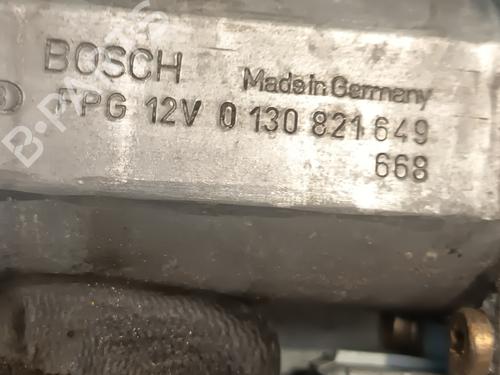 BOSCH
Made in Germany
FPG 12V 0 130 821 649
668